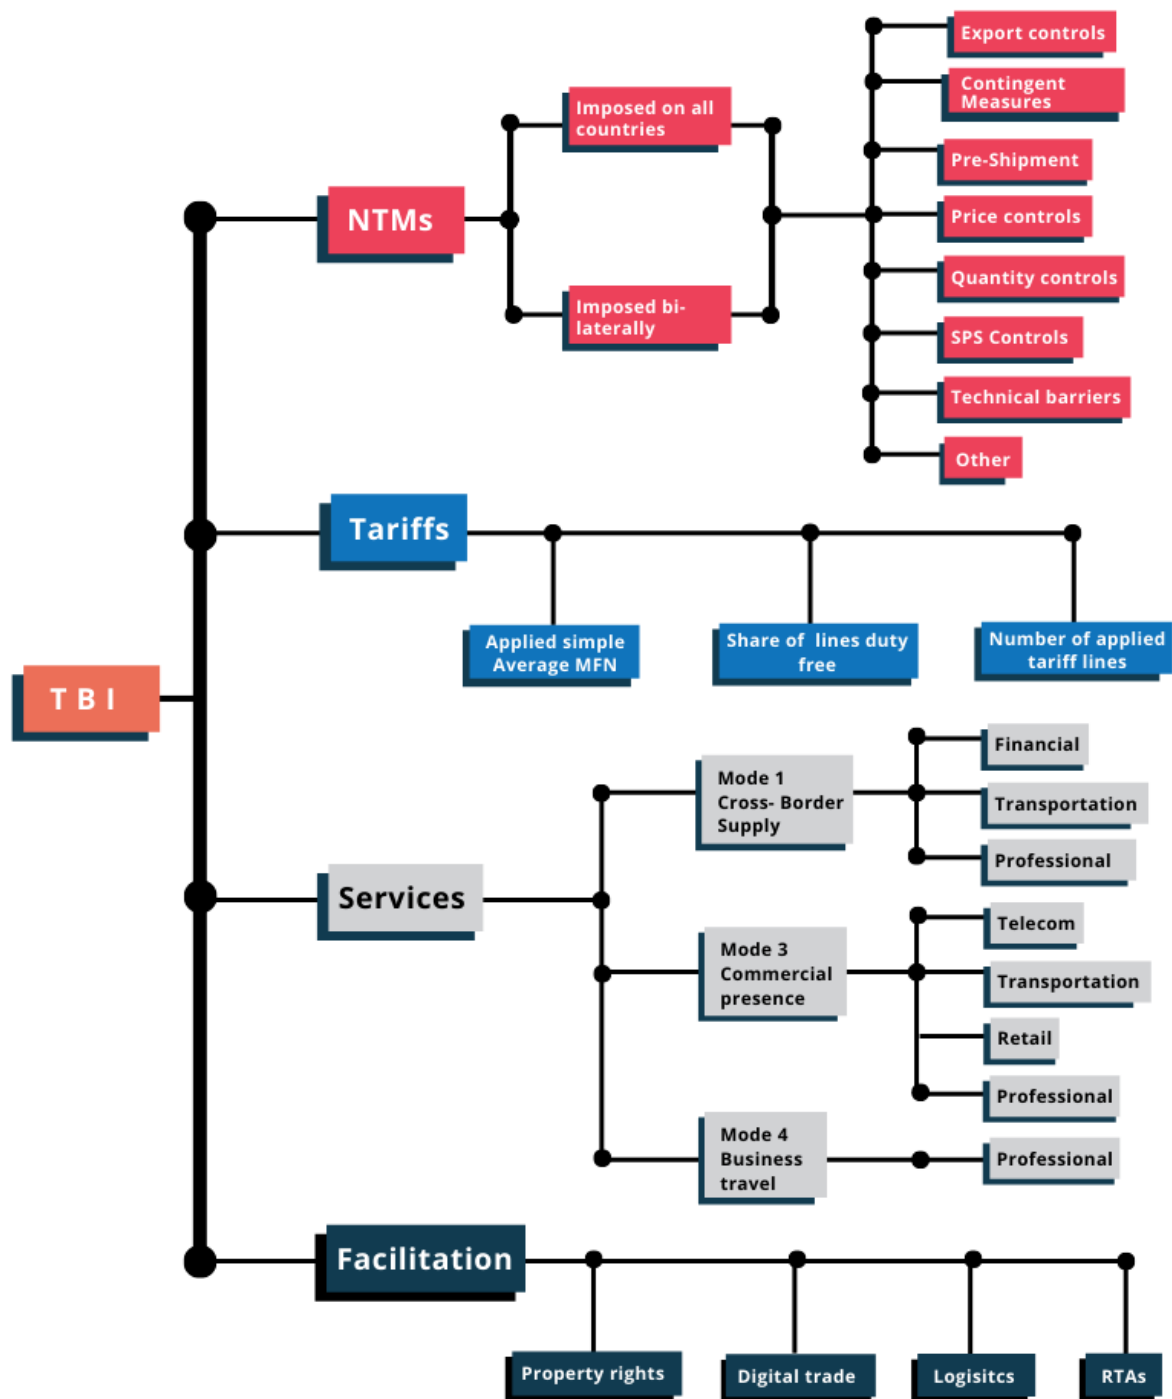 Export controls
Contingent
Measures
Imposed on all
countries
Pre-Shipment
NTMs
Price controls
Quantity controls
Imposed bi-
laterally
SPS Controls
Technical barriers
Other
Tariffs
Applied simple
Average MFN
Share of lines duty
free
Number of applied
tariff lines
T B I
Mode 1
Cross- Border
Supply
Financial
Transportation
Professional
Services
Mode 3
Commercial
presence
Telecom
Transportation
Retail
Professional
Mode 4
Business
travel
Professional
Facilitation
Property rights
Digital trade
Logisitcs
RTAs